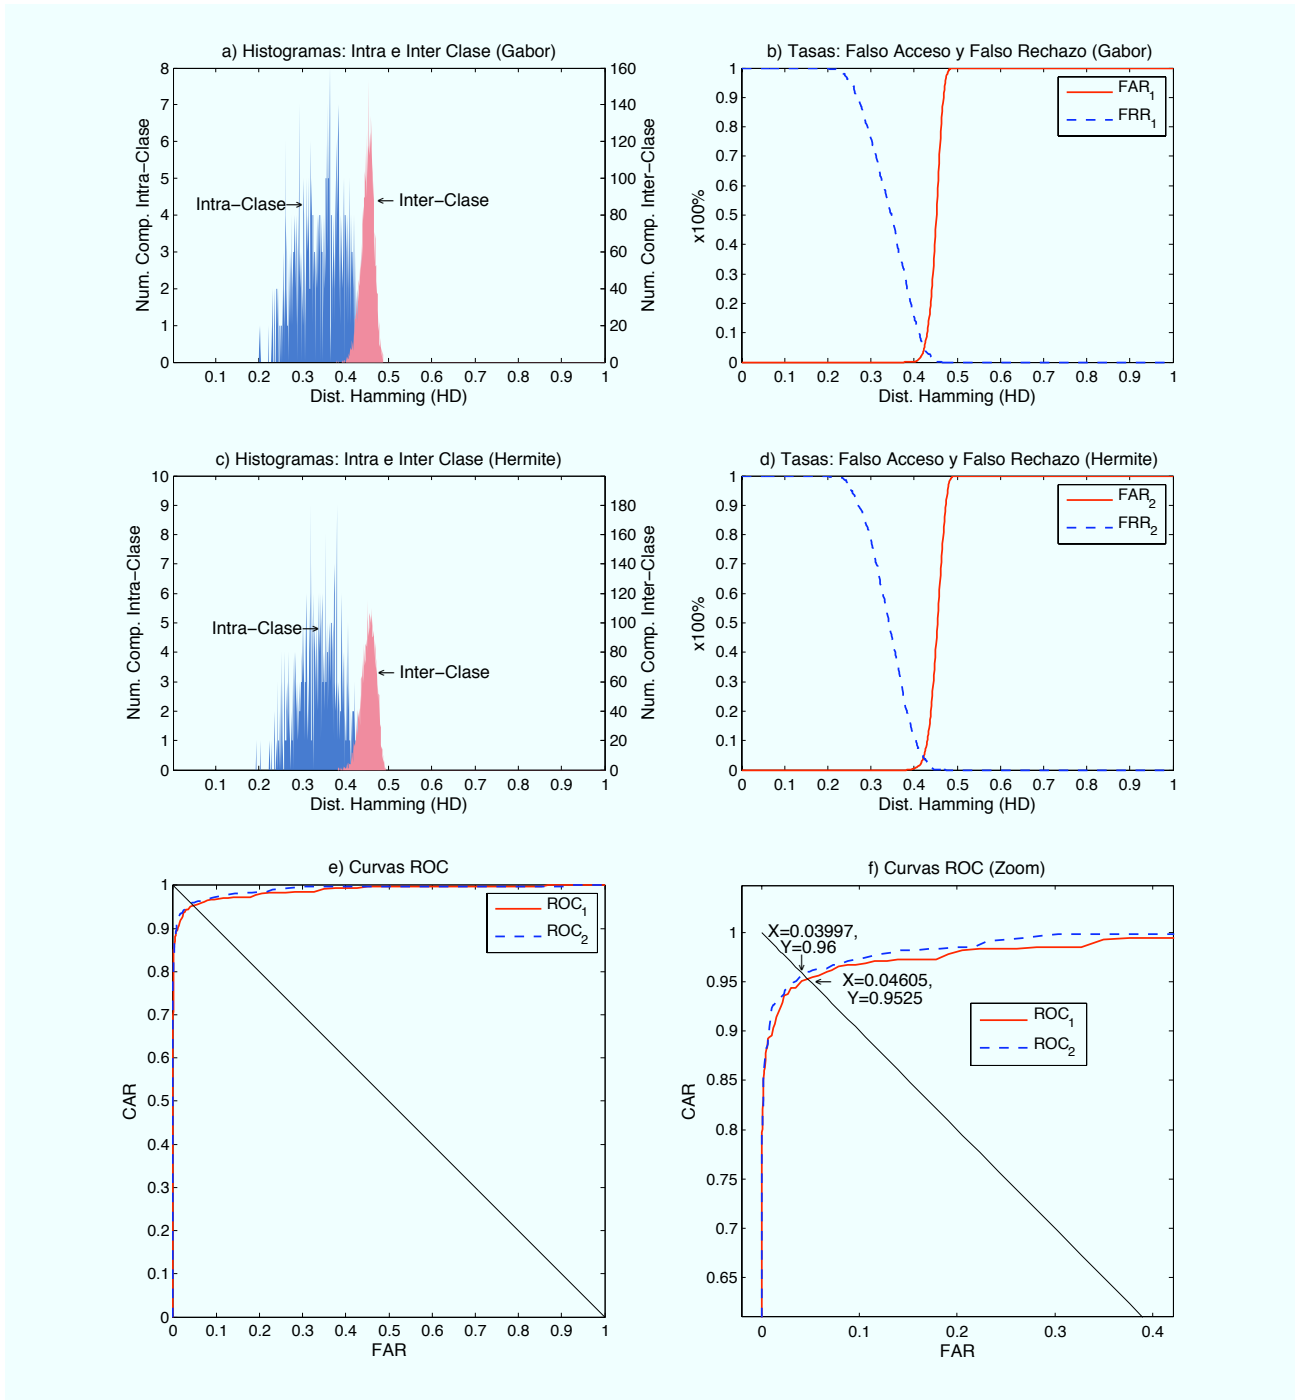 a) Histogramas: Intra e Inter Clase (Gabor)
8
7
6
5
4
3
2
1
0
Num. Comp. Intra−Clase
160
140
120
100
80
60
40
20
0
Num. Comp. Inter−Clase
Intra−Clase
Inter−Clase
0.1 0.2 0.3 0.4 0.5 0.6 0.7 0.8 0.9 1
Dist. Hamming (HD)
b) Tasas: Falso Acceso y Falso Rechazo (Gabor)
1
0.9
0.8
0.7
0.6
0.5
0.4
0.3
0.2
0.1
0
x100%
FAR1
FRR1
0 0.1 0.2 0.3 0.4 0.5 0.6 0.7 0.8 0.9 1
Dist. Hamming (HD)
c) Histogramas: Intra e Inter Clase (Hermite)
10
9
8
7
6
5
4
3
2
1
0
Num. Comp. Intra−Clase
180
160
140
120
100
80
60
40
20
0
Num. Comp. Inter−Clase
Intra−Clase
Inter−Clase
0.1 0.2 0.3 0.4 0.5 0.6 0.7 0.8 0.9 1
Dist. Hamming (HD)
d) Tasas: Falso Acceso y Falso Rechazo (Hermite)
1
0.9
0.8
0.7
0.6
0.5
0.4
0.3
0.2
0.1
0
x100%
FAR2
FRR2
0 0.1 0.2 0.3 0.4 0.5 0.6 0.7 0.8 0.9 1
Dist. Hamming (HD)
e) Curvas ROC
1
0.9
0.8
0.7
0.6
0.5
0.4
0.3
0.2
0.1
0
CAR
ROC1
ROC2
0 0.1 0.2 0.3 0.4 0.5 0.6 0.7 0.8 0.9 1
FAR
f) Curvas ROC (Zoom)
1
0.95
0.9
0.85
0.8
0.75
0.7
0.65
CAR
X=0.03997,
Y=0.96
X=0.04605,
Y=0.9525
ROC1
ROC2
0 0.1 0.2 0.3 0.4
FAR